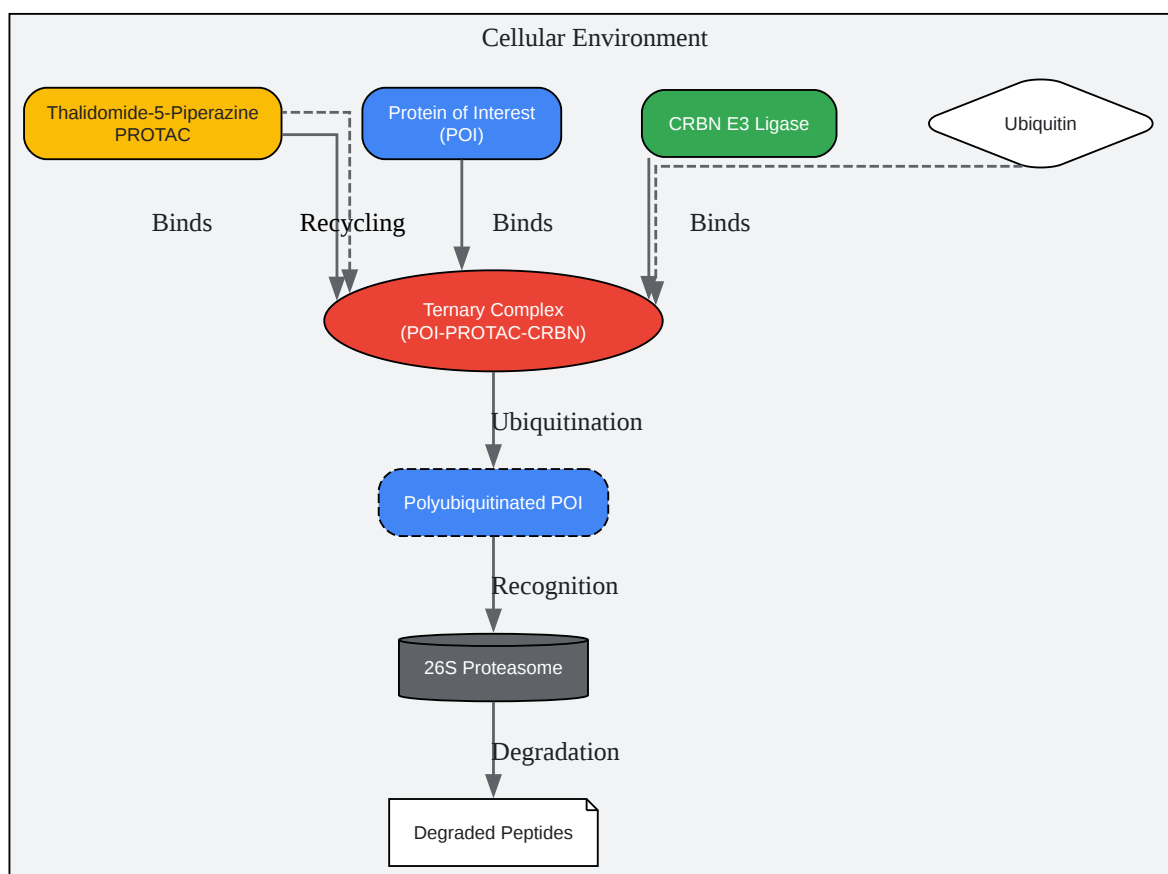 Cellular Environment
Thalidomide-5-Piperazine
PROTAC
Protein of Interest
(POI)
CRBN E3 Ligase
Ubiquitin
Binds
Recycling
Binds
Binds
Ternary Complex
(POI-PROTAC-CRBN)
Ubiquitination
Polyubiquitinated POI
Recognition
26S Proteasome
Degradation
Degraded Peptides